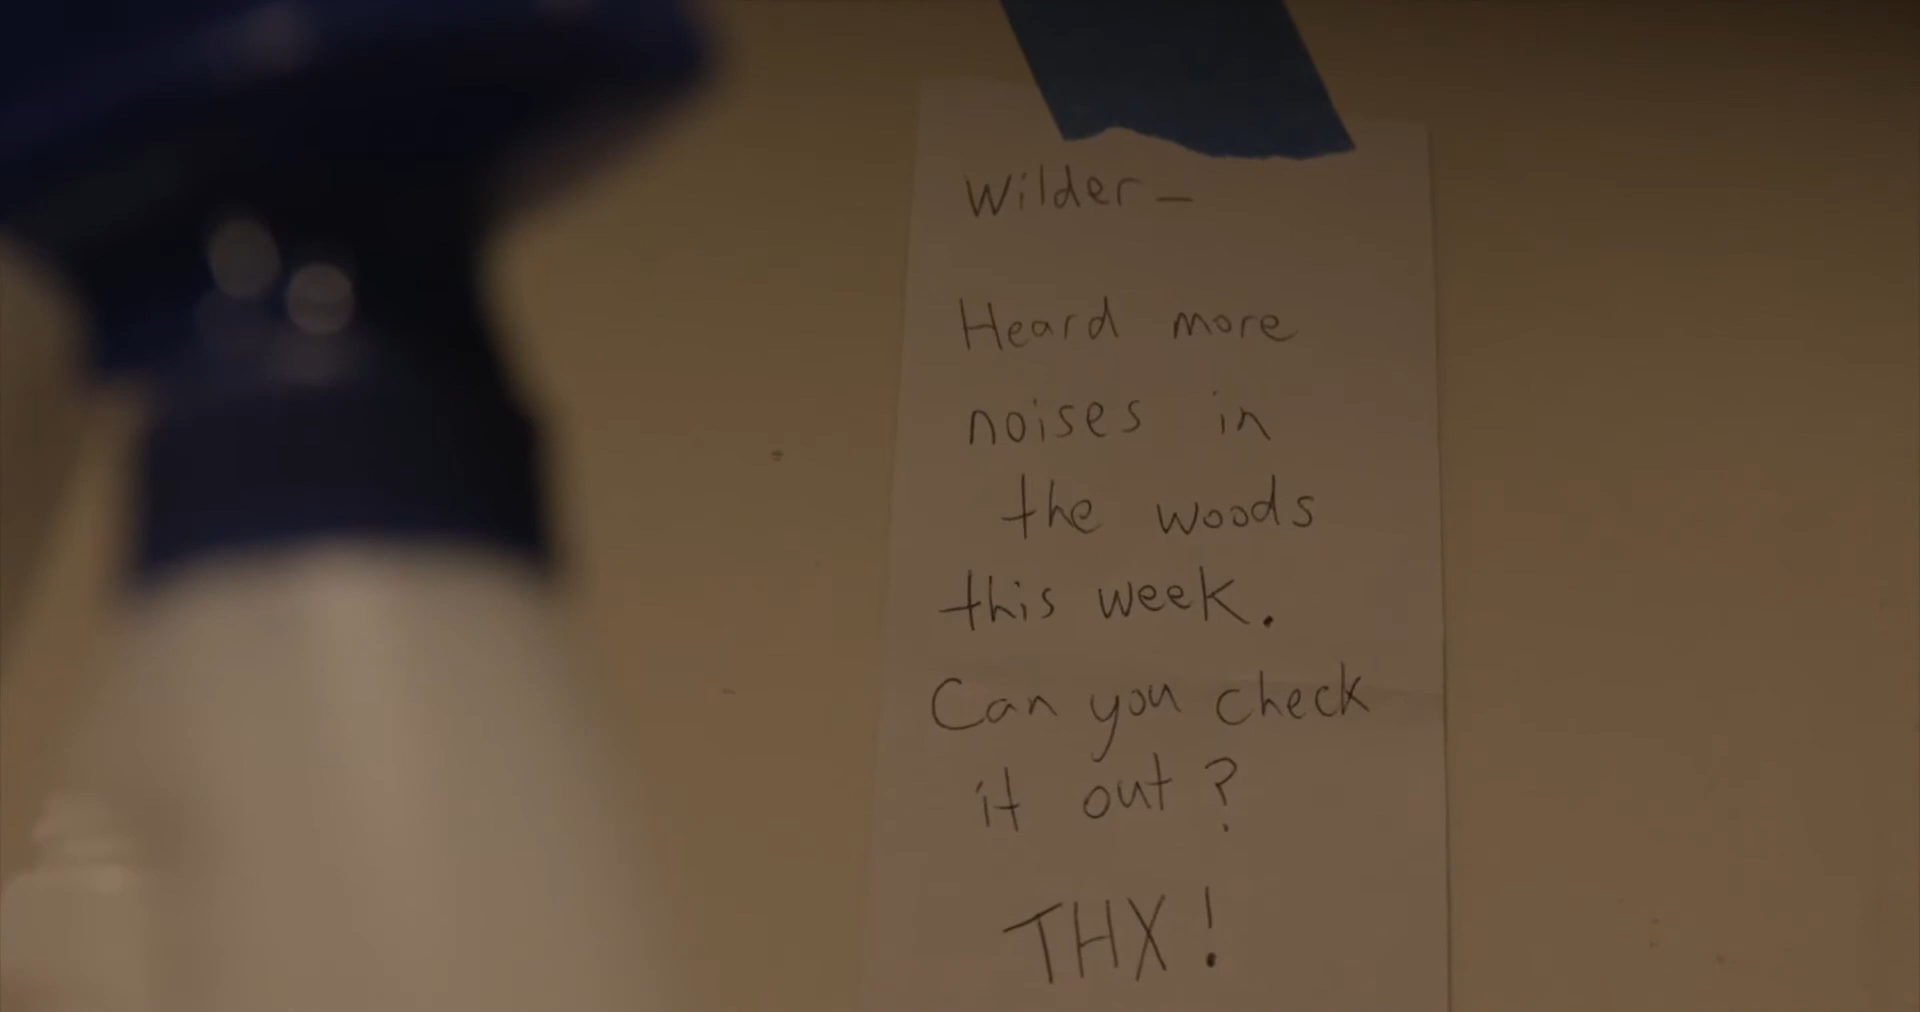 Wilder –
Heard more
noises in
the woods
this week.
Can you check
it out?
THX!